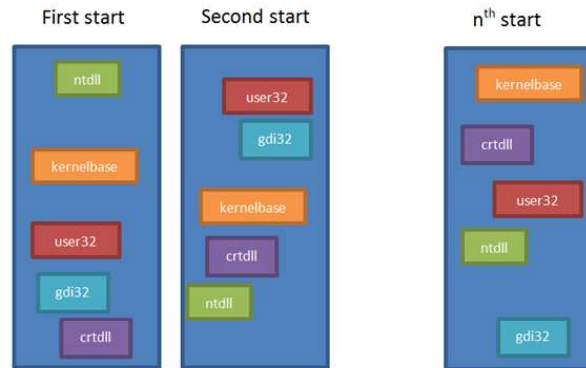 First start
ntdll
kernelbase
user32
gdi32
crtdll
Second start
user32
gdi32
kernelbase
crtdll
ntdll
nth start
kernelbase
crtdll
user32
ntdll
gdi32